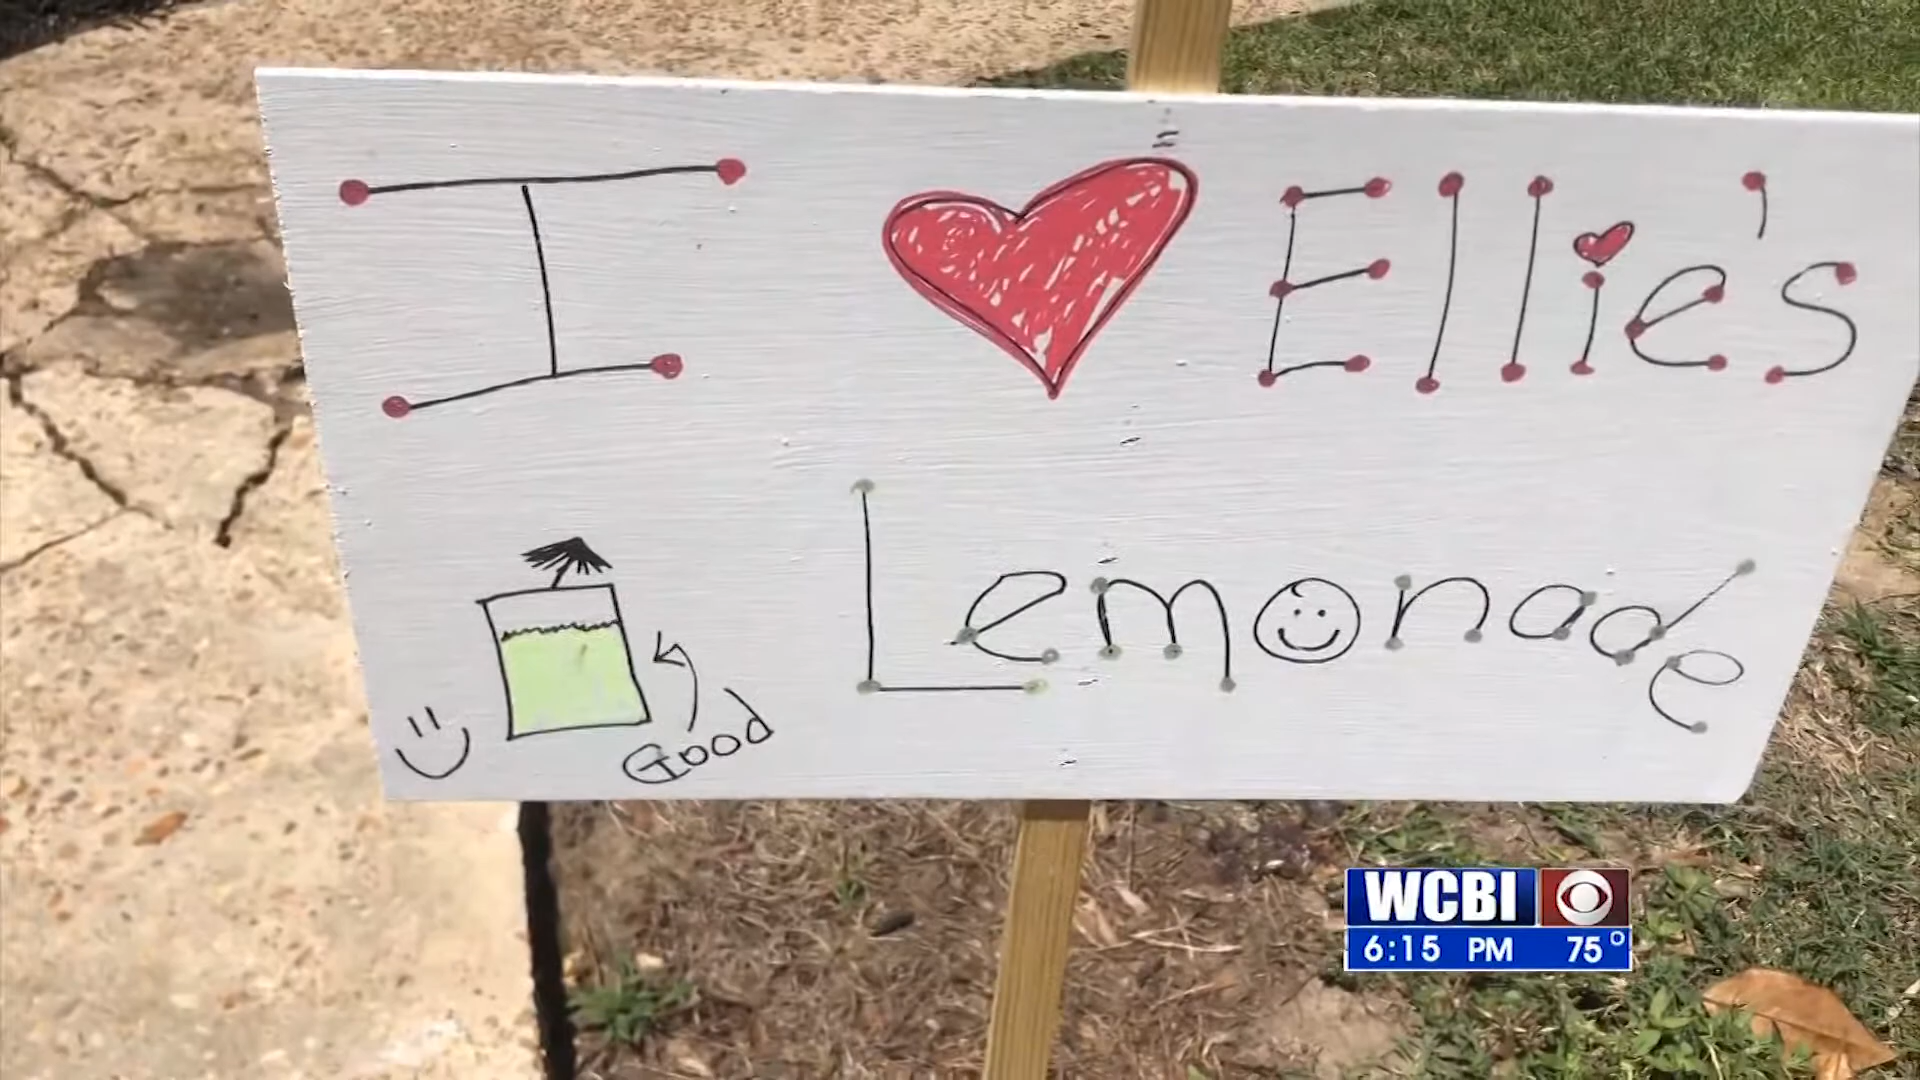 I ❤ Ellie's
Lemonade
Good
WCBI
6:15 PM 75°